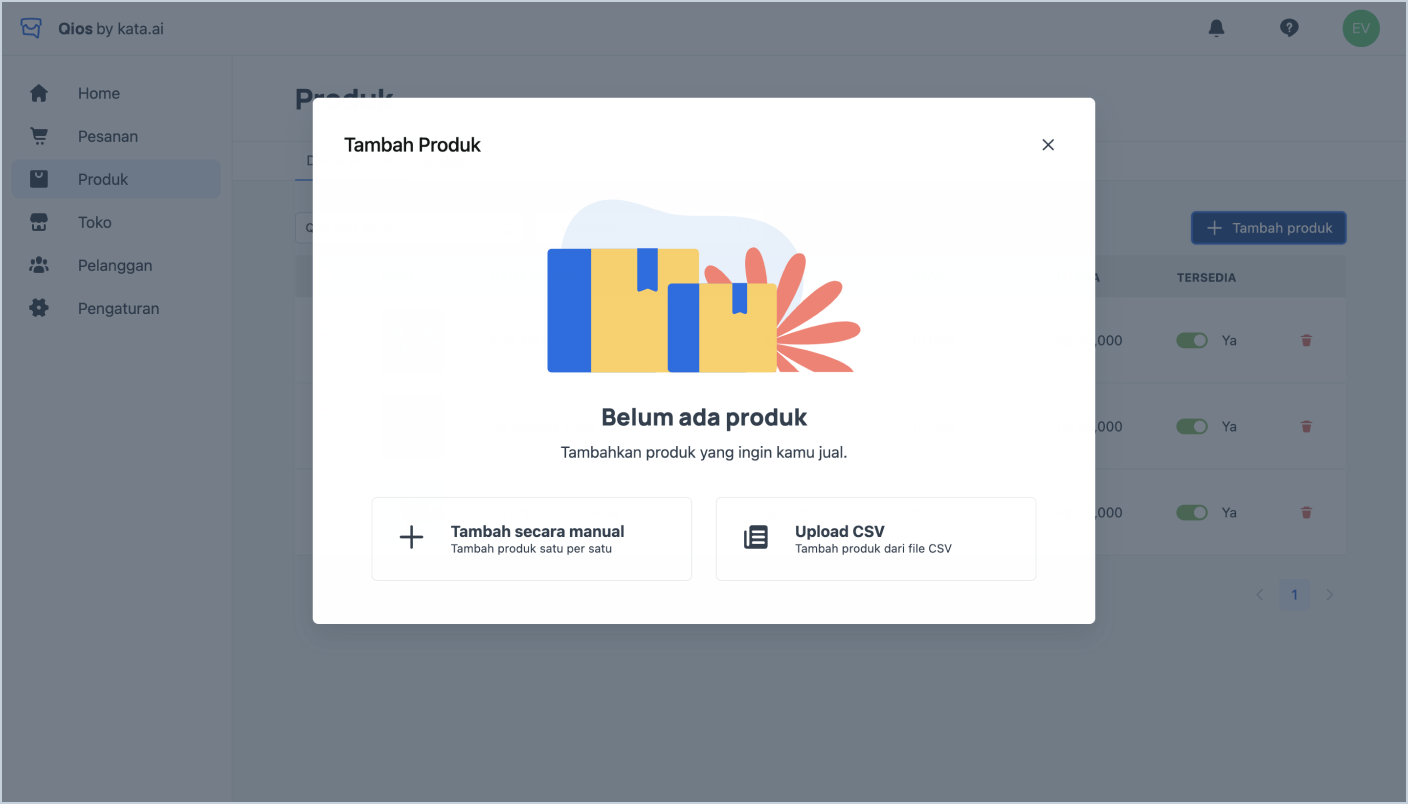 Qios by kata.ai
EV
Home
Pesanan
Produk
Toko
Pelanggan
Pengaturan
Produk
Tambah produk
TERSEDIA
,000 Ya
,000 Ya
,000 Ya
1
Tambah Produk
Belum ada produk
Tambahkan produk yang ingin kamu jual.
Tambah secara manual
Tambah produk satu per satu
Upload CSV
Tambah produk dari file CSV